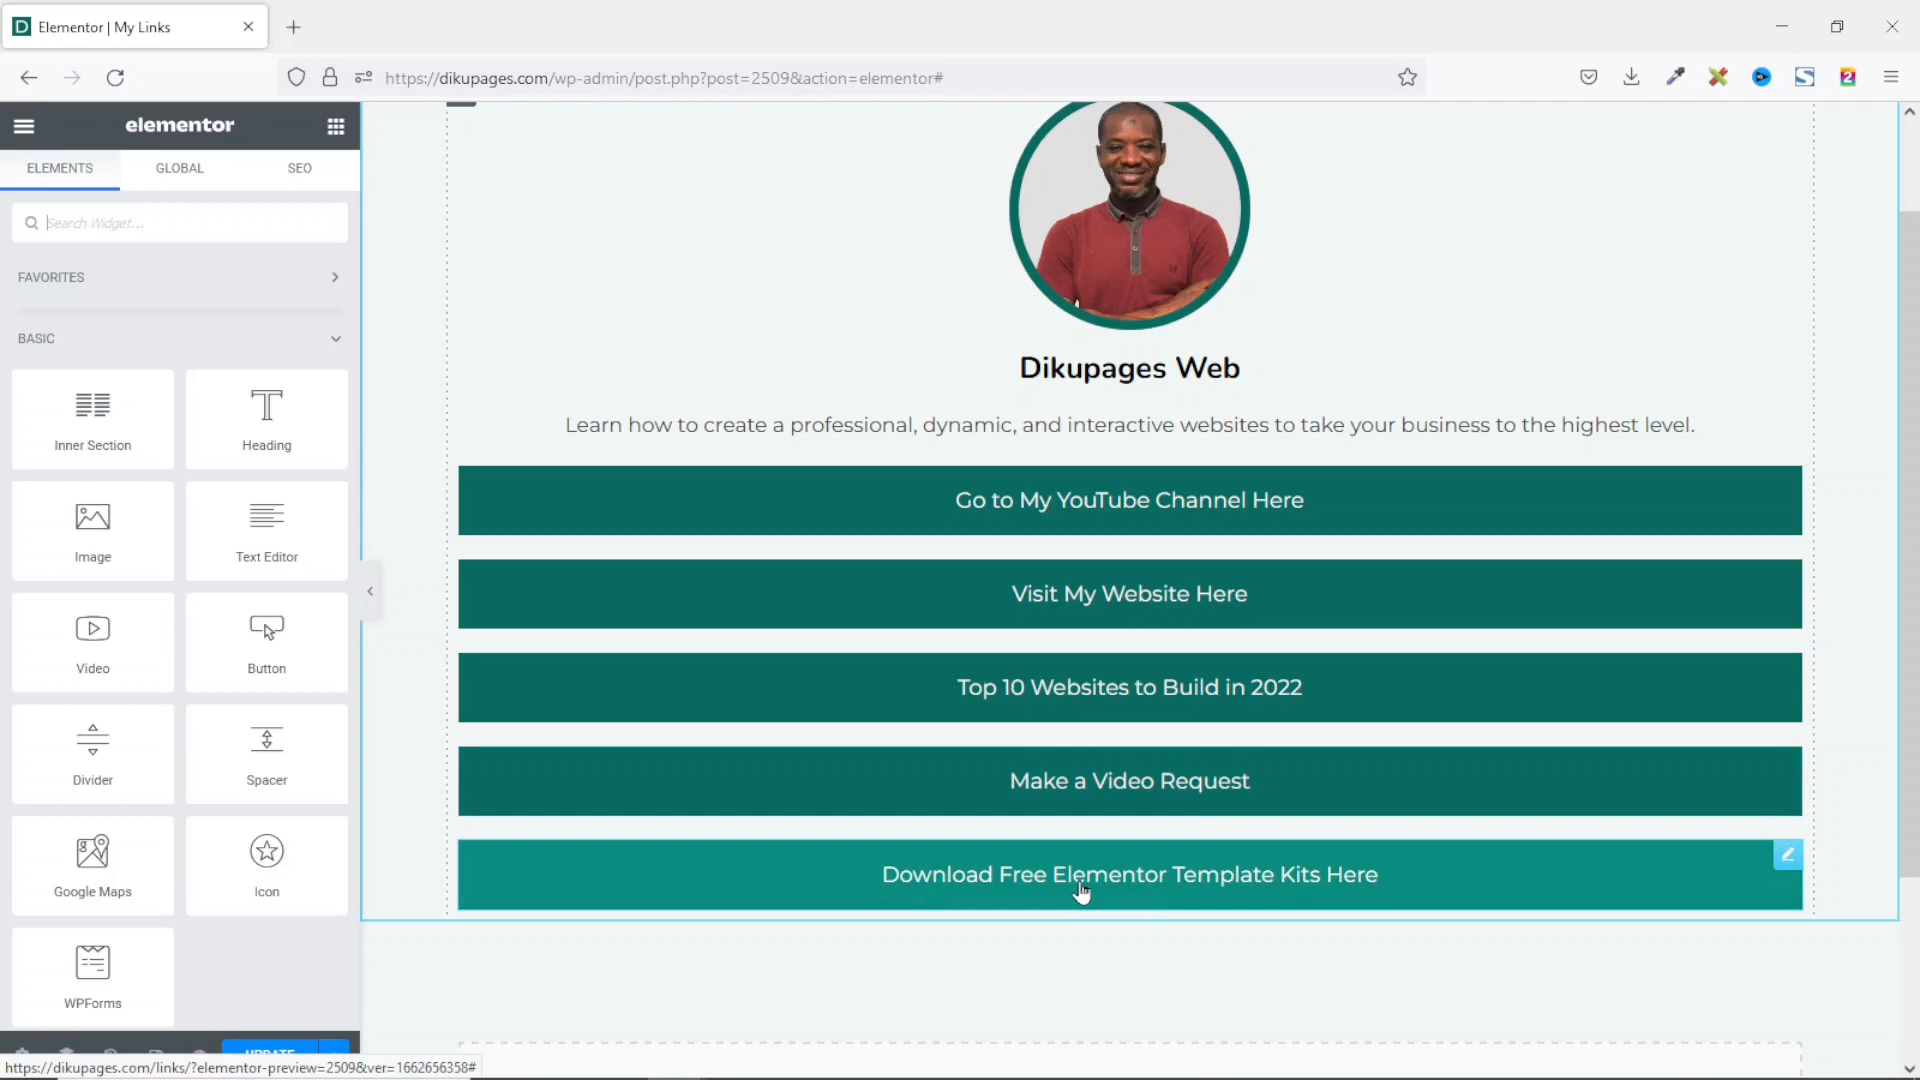 Elementor | My Links
https://dikupages.com/wp-admin/post.php?post=2509&action=elementor#
2
elementor
ELEMENTS GLOBAL SEO
Search Widget...
FAVORITES
BASIC
Inner Section Heading
Image Text Editor
Video Button
Divider Spacer
Google Maps Icon
WPForms
UPDATE
https://dikupages.com/links/?elementor-preview=2509&ver=1662656358#
Dikupages Web
Learn how to create a professional, dynamic, and interactive websites to take your business to the highest level.
Go to My YouTube Channel Here
Visit My Website Here
Top 10 Websites to Build in 2022
Make a Video Request
Download Free Elementor Template Kits Here